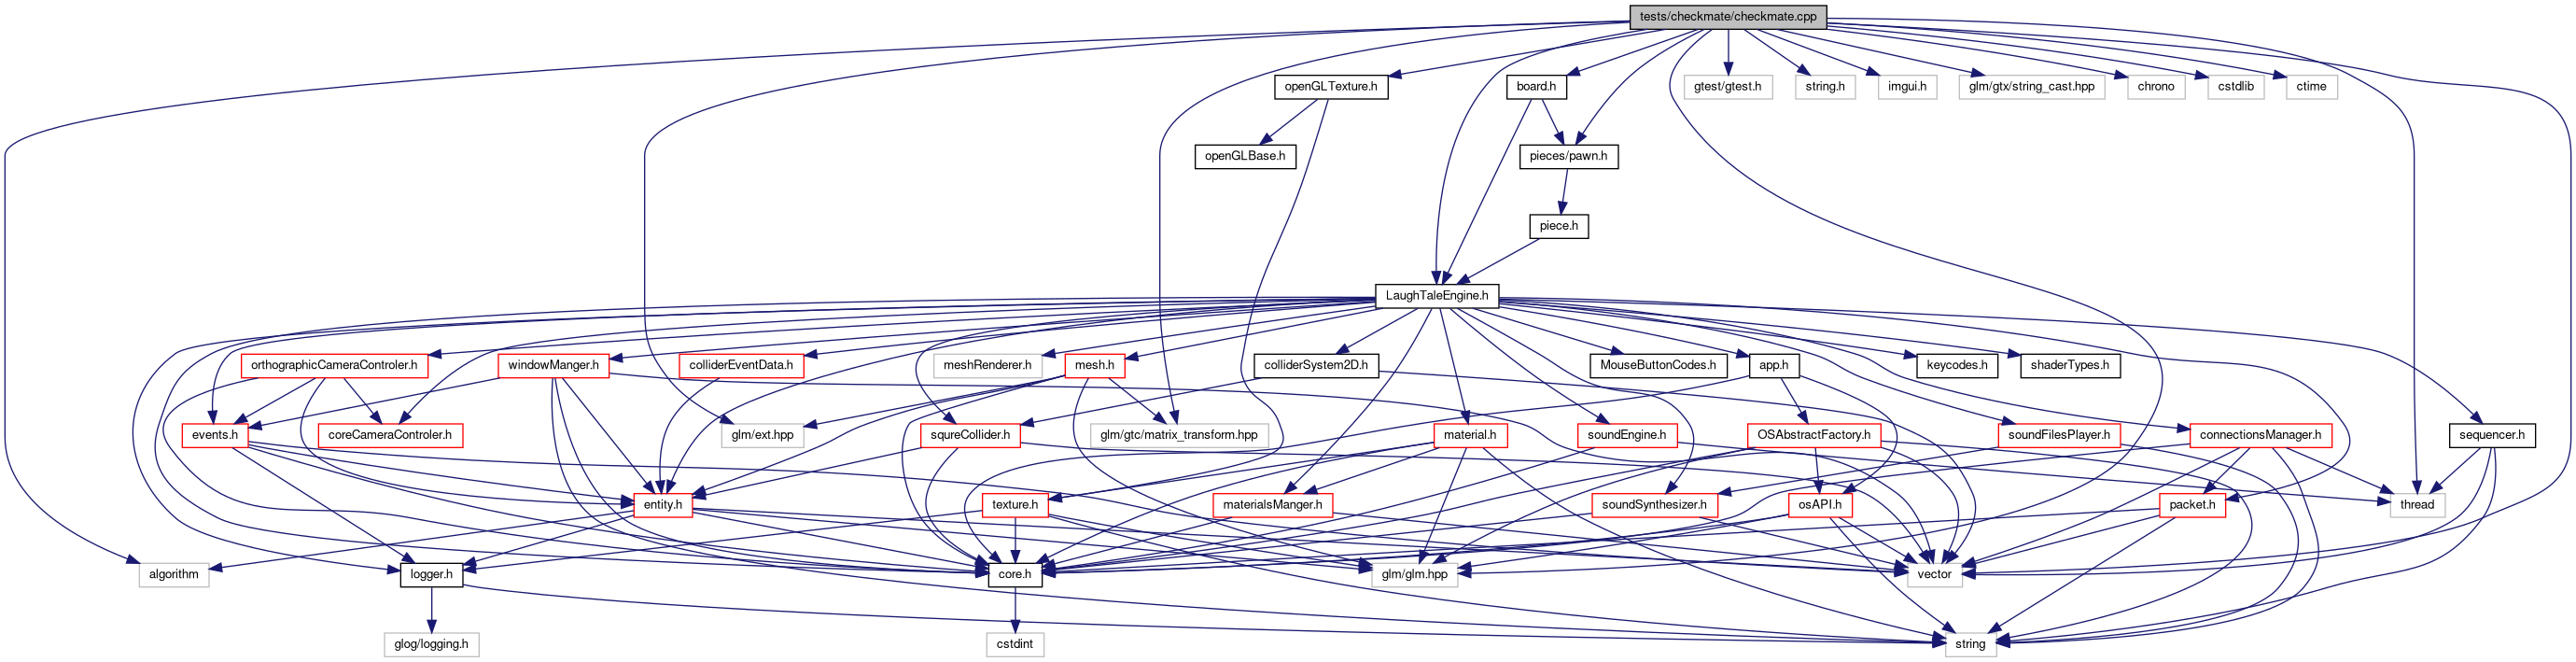 tests/checkmate/checkmate.cpp
openGLTexture.h
board.h
gtest/gtest.h
string.h
imgui.h
glm/gtx/string_cast.hpp
chrono
cstdlib
ctime
openGLBase.h
pieces/pawn.h
piece.h
LaughTaleEngine.h
orthographicCameraControler.h
windowManger.h
colliderEventData.h
meshRenderer.h
mesh.h
colliderSystem2D.h
MouseButtonCodes.h
app.h
keycodes.h
shaderTypes.h
events.h
coreCameraControler.h
glm/ext.hpp
squreCollider.h
glm/gtc/matrix_transform.hpp
material.h
soundEngine.h
OSAbstractFactory.h
soundFilesPlayer.h
connectionsManager.h
sequencer.h
entity.h
texture.h
materialsManger.h
soundSynthesizer.h
osAPI.h
packet.h
thread
algorithm
logger.h
core.h
glm/glm.hpp
vector
glog/logging.h
cstdint
string